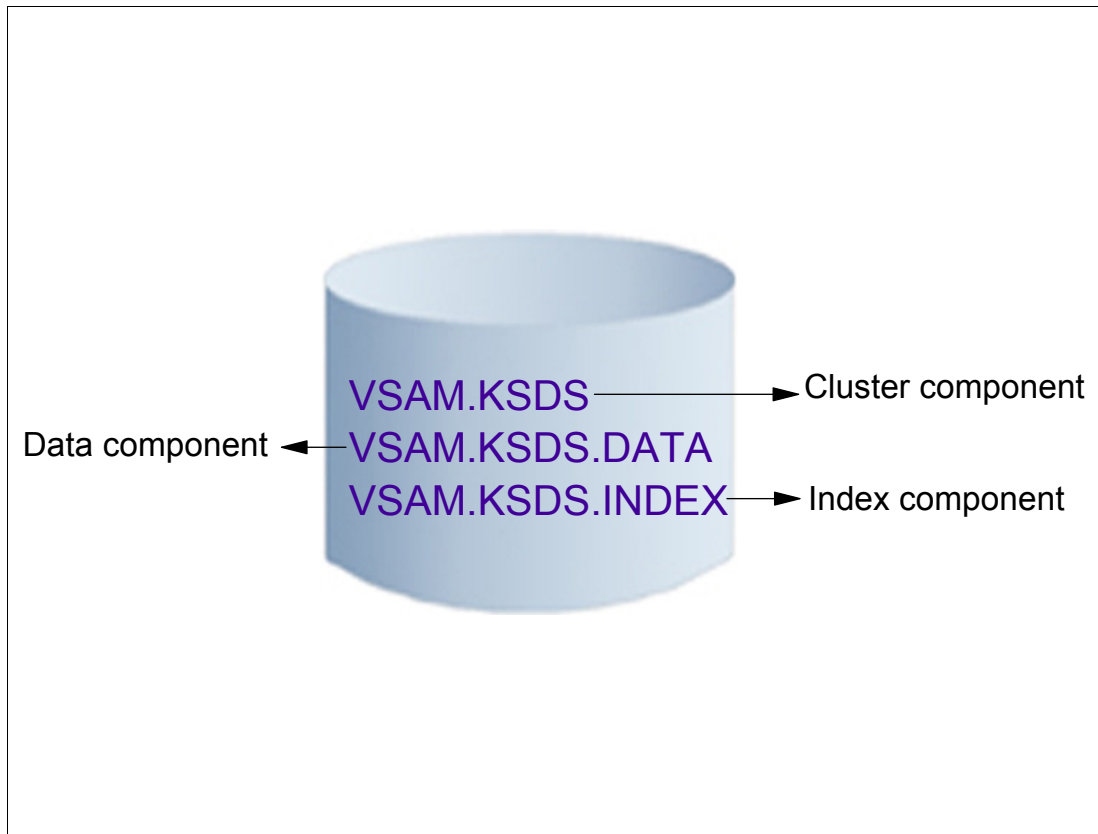 VSAM.KSDS
Cluster component
Data component
VSAM.KSDS.DATA
VSAM.KSDS.INDEX
Index component